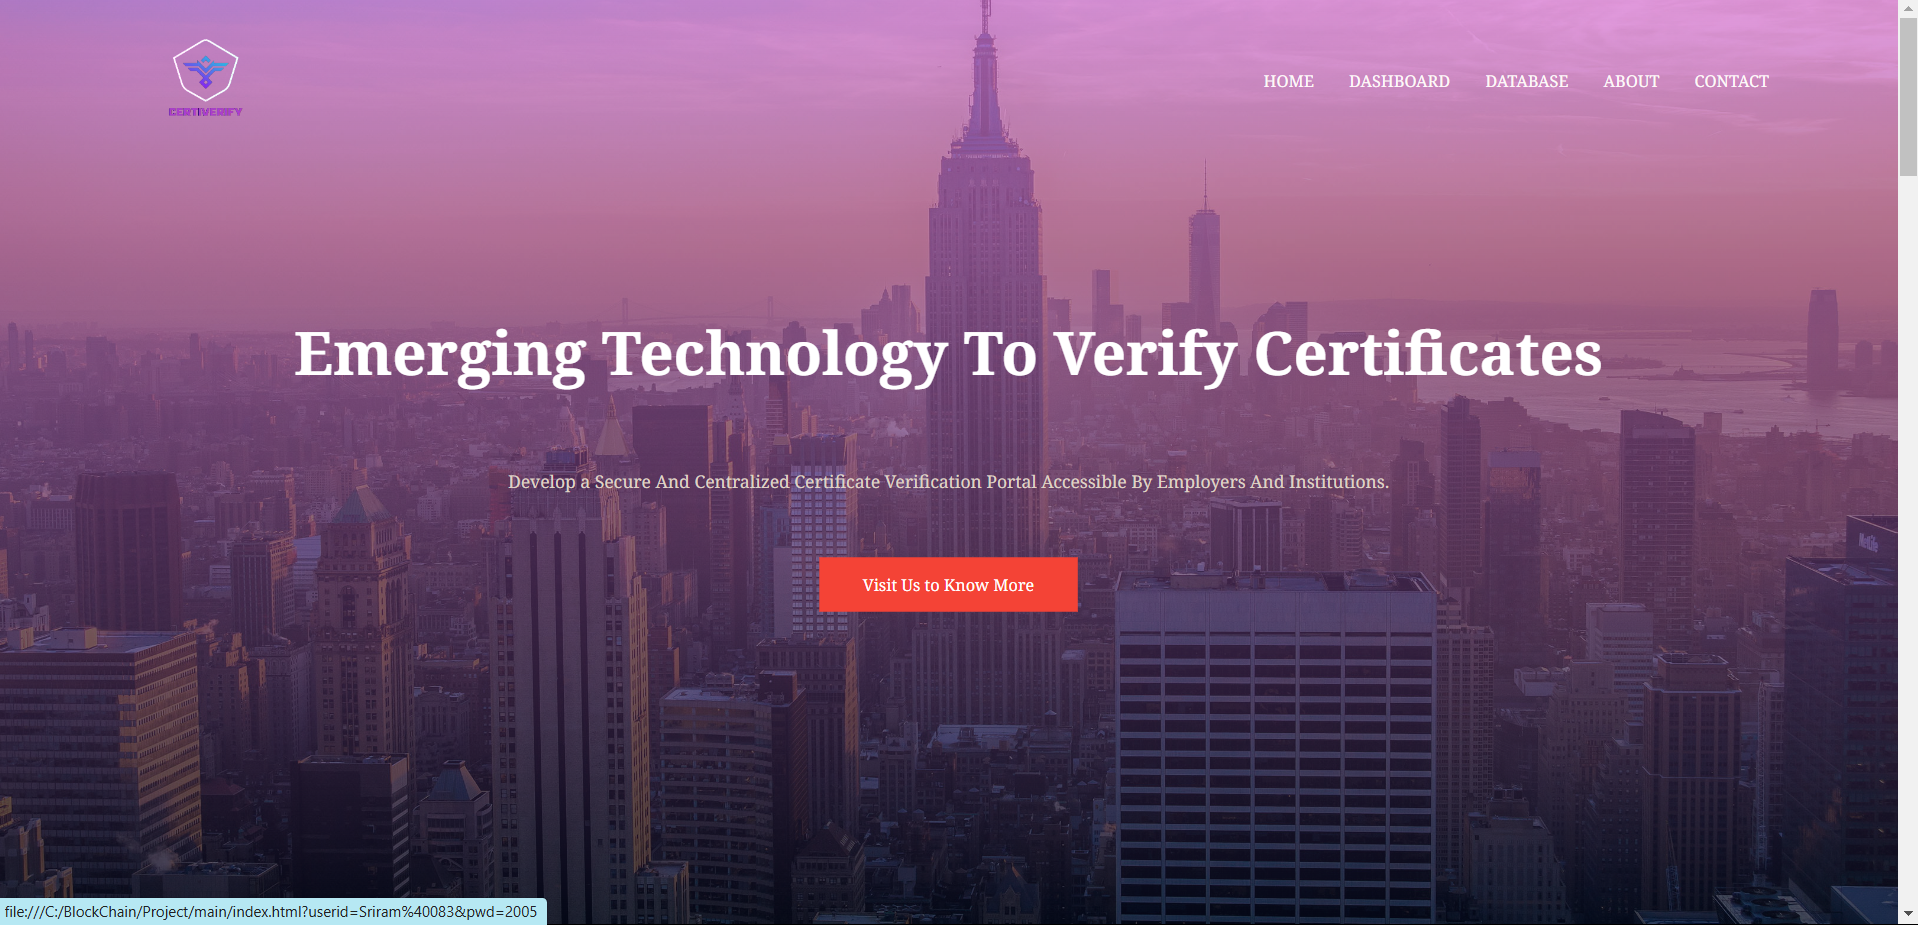 CERTIVERIFY
HOME DASHBOARD DATABASE ABOUT CONTACT
Emerging Technology To Verify Certificates
Develop a Secure And Centralized Certificate Verification Portal Accessible By Employers And Institutions.
MetLife
Visit Us to Know More
file:///C:/BlockChain/Project/main/index.html?userid=Sriram%40083&pwd=2005